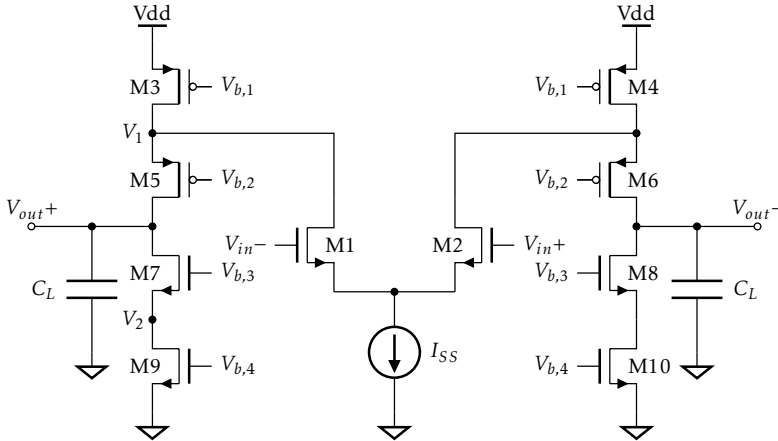 Vdd Vdd
M3 V_{b,1} V_{b,1} M4
V_1
M5 V_{b,2} V_{b,2} M6
V_{out}+ V_{out}−
V_{in}− M1 M2 V_{in}+
C_L M7 V_{b,3} V_{b,3} M8 C_L
V_2
I_{SS}
M9 V_{b,4} V_{b,4} M10